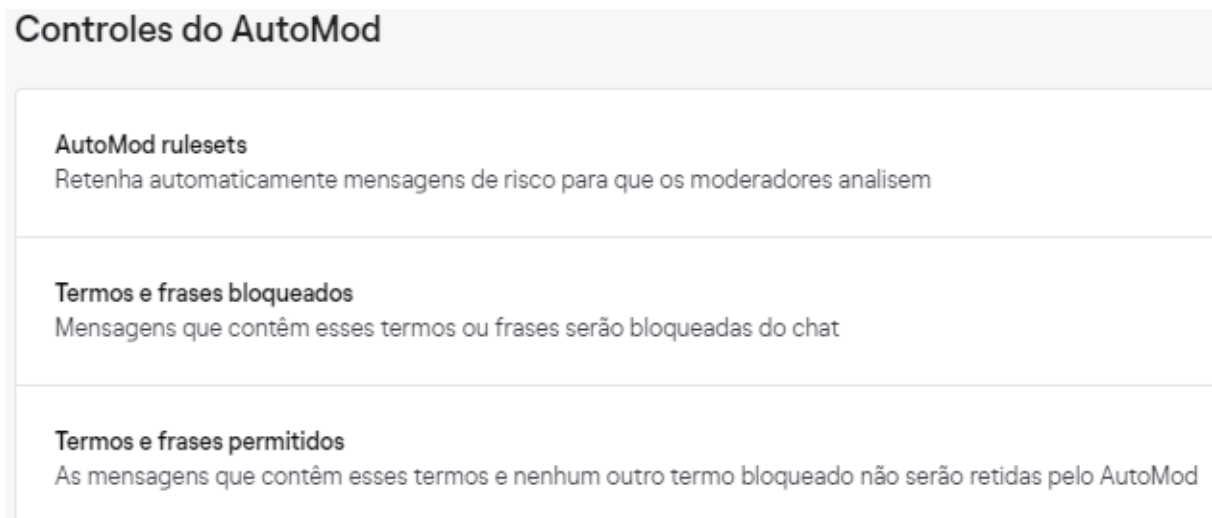 Controles do AutoMod
AutoMod rulesets
Retenha automaticamente mensagens de risco para que os moderadores analisem
Termos e frases bloqueados
Mensagens que contêm esses termos ou frases serão bloqueadas do chat
Termos e frases permitidos
As mensagens que contêm esses termos e nenhum outro termo bloqueado não serão retidas pelo AutoMod